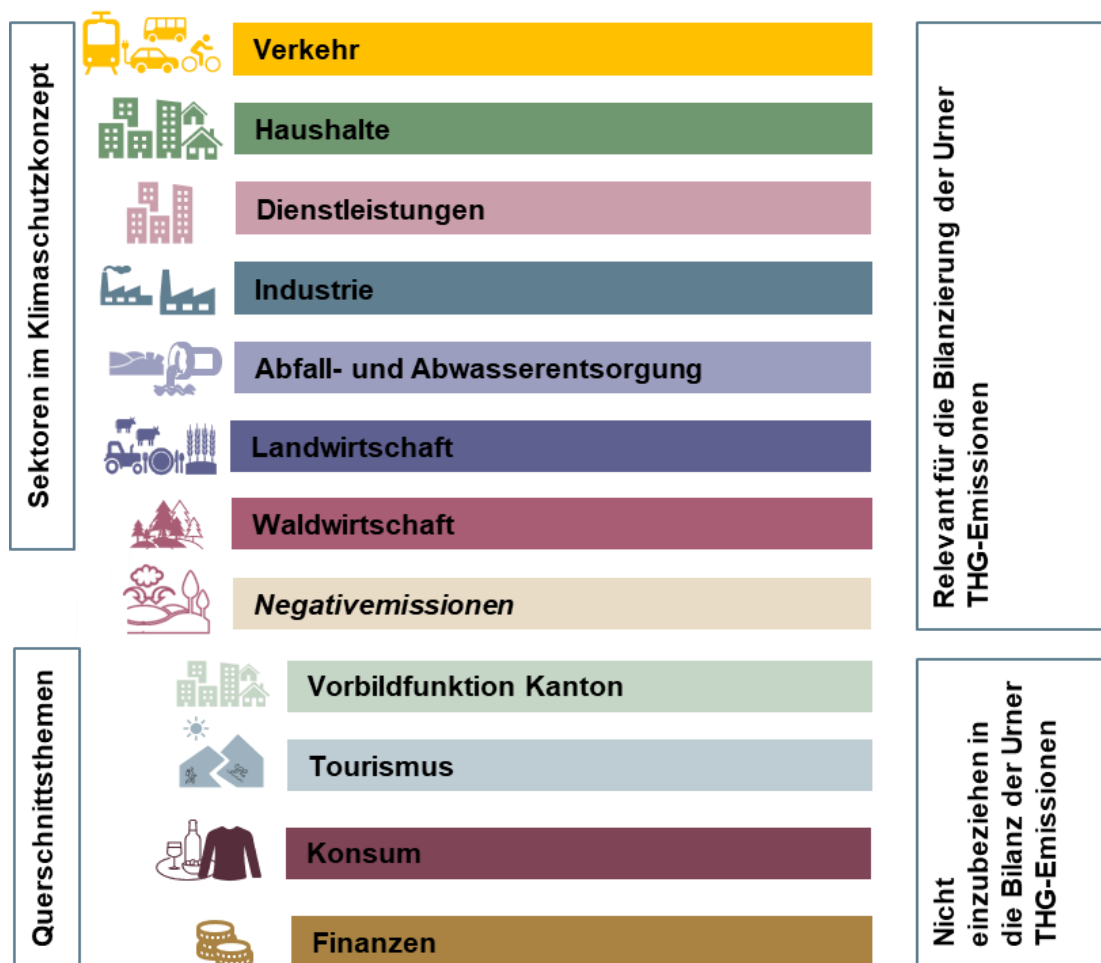 Sektoren im Klimaschutzkonzept
Verkehr
Haushalte
Dienstleistungen
Industrie
Abfall- und Abwasserentsorgung
Landwirtschaft
Waldwirtschaft
Negativemissionen
Relevant für die Bilanzierung der Urner
THG-Emissionen
Querschnittsthemen
Vorbildfunktion Kanton
Tourismus
Konsum
Finanzen
Nicht
einzubeziehen in
die Bilanz der Urner
THG-Emissionen